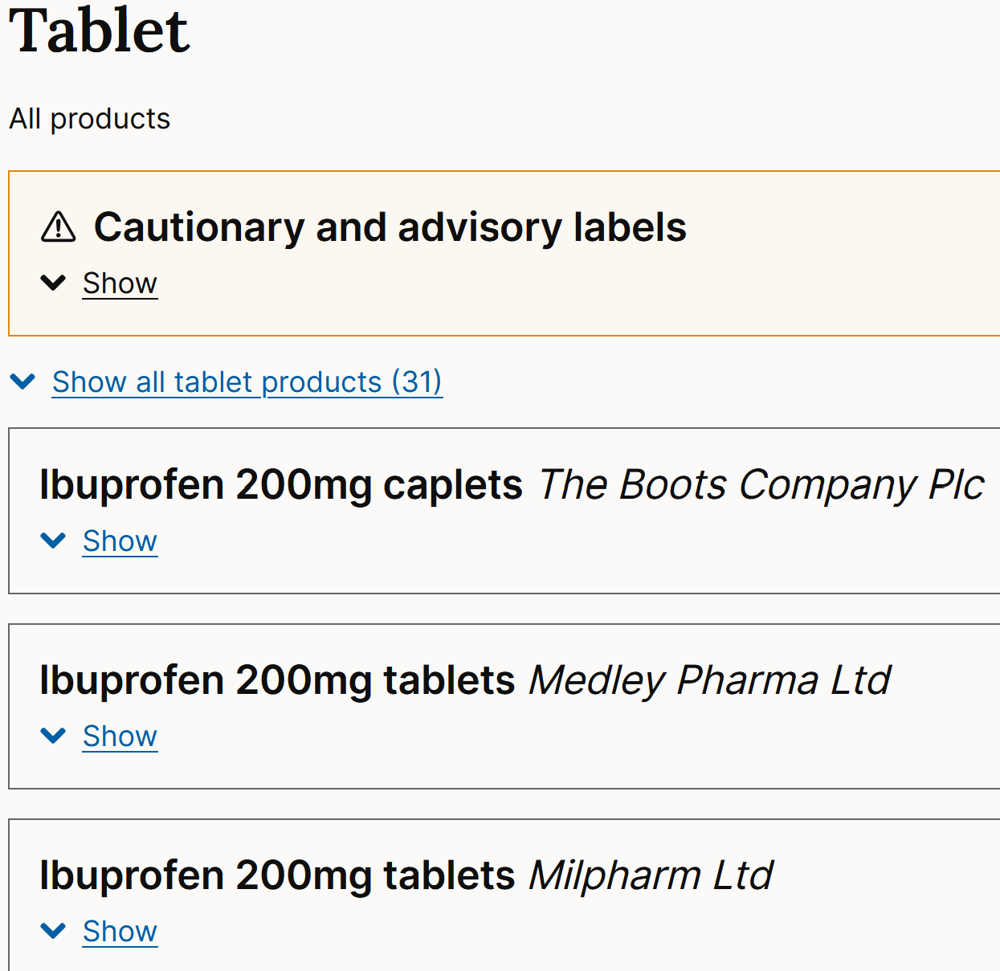 Tablet
All products
Cautionary and advisory labels
Show
Show all tablet products (31)
Ibuprofen 200mg caplets The Boots Company Plc
Show
Ibuprofen 200mg tablets Medley Pharma Ltd
Show
Ibuprofen 200mg tablets Milpharm Ltd
Show